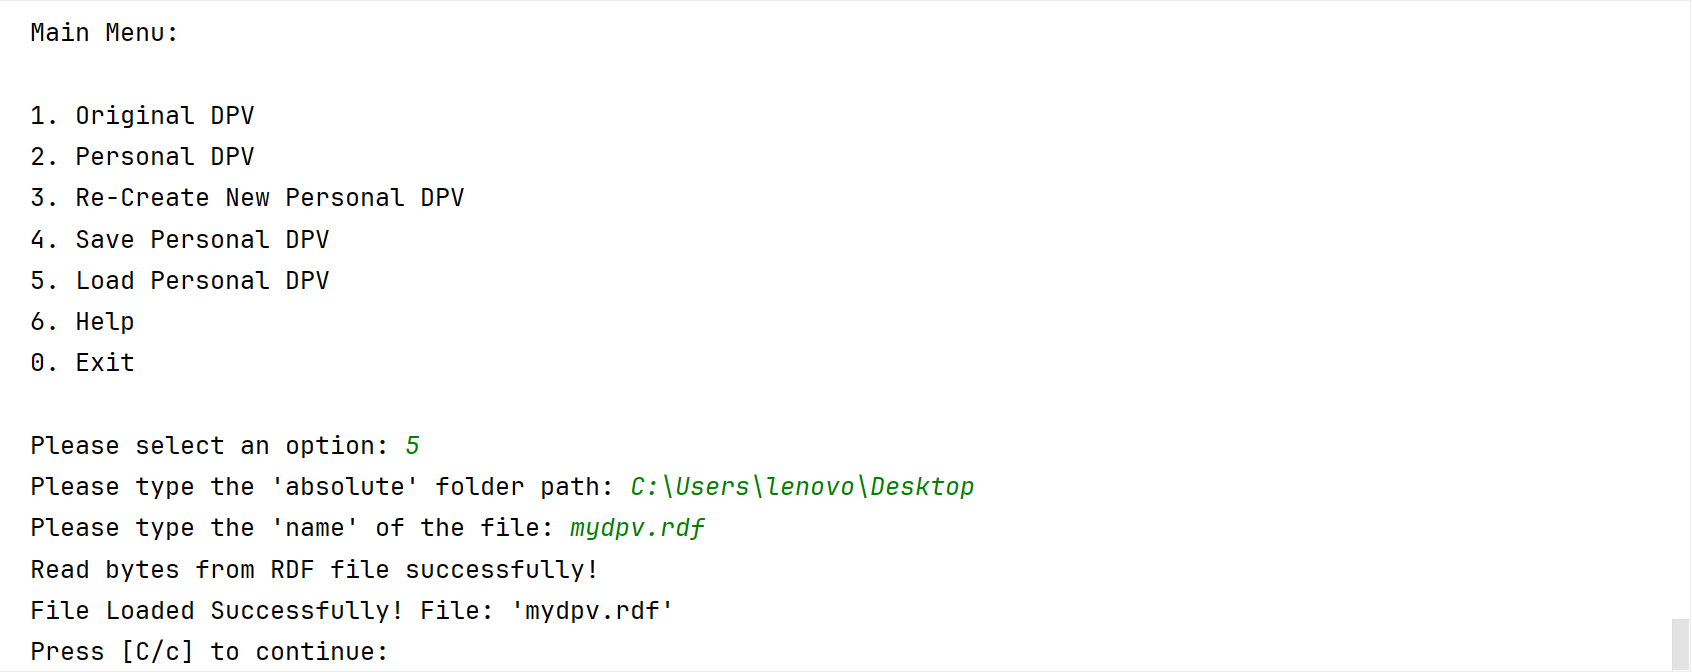 Main Menu:
1. Original DPV
2. Personal DPV
3. Re-Create New Personal DPV
4. Save Personal DPV
5. Load Personal DPV
6. Help
0. Exit
Please select an option: 5
Please type the 'absolute' folder path: C:\Users\lenovo\Desktop
Please type the 'name' of the file: mydpv.rdf
Read bytes from RDF file successfully!
File Loaded Successfully! File: 'mydpv.rdf'
Press [C/c] to continue: